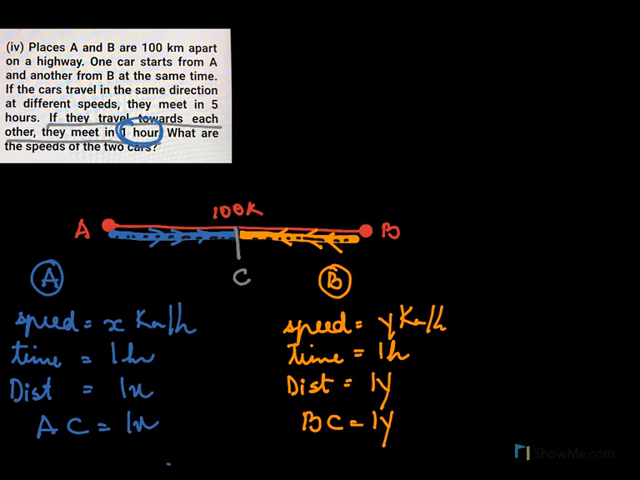 (iv) Places A and B are 100 km apart
on a highway. One car starts from A
and another from B at the same time.
If the cars travel in the same direction
at different speeds, they meet in 5
hours. If they travel towards each
other, they meet in 1 hour. What are
the speeds of the two cars?
100K
A B
C
A
speed = x Km/h
time = 1hr
Dist = 1x
AC = 1x
B
speed = y Km/h
time = 1h
Dist = 1y
BC = 1y
ShowMe.com